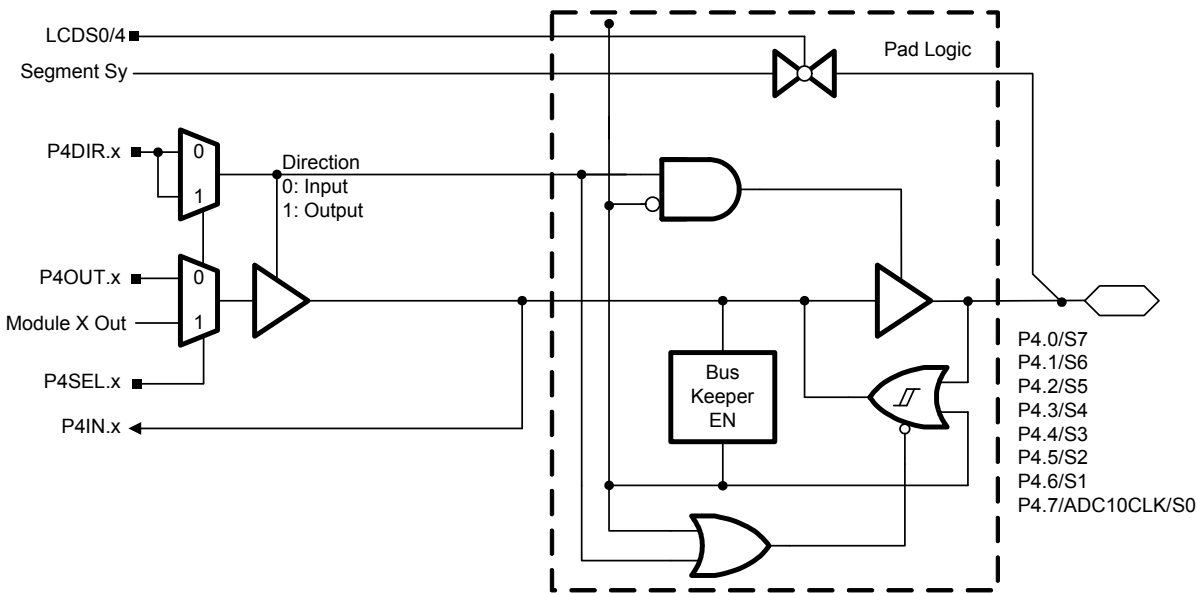 LCDS0/4
Pad Logic
Segment Sy
P4DIR.x
0
1
Direction
0: Input
1: Output
P4OUT.x
0
Module X Out
1
P4SEL.x
P4IN.x
Bus
Keeper
EN
P4.0/S7
P4.1/S6
P4.2/S5
P4.3/S4
P4.4/S3
P4.5/S2
P4.6/S1
P4.7/ADC10CLK/S0